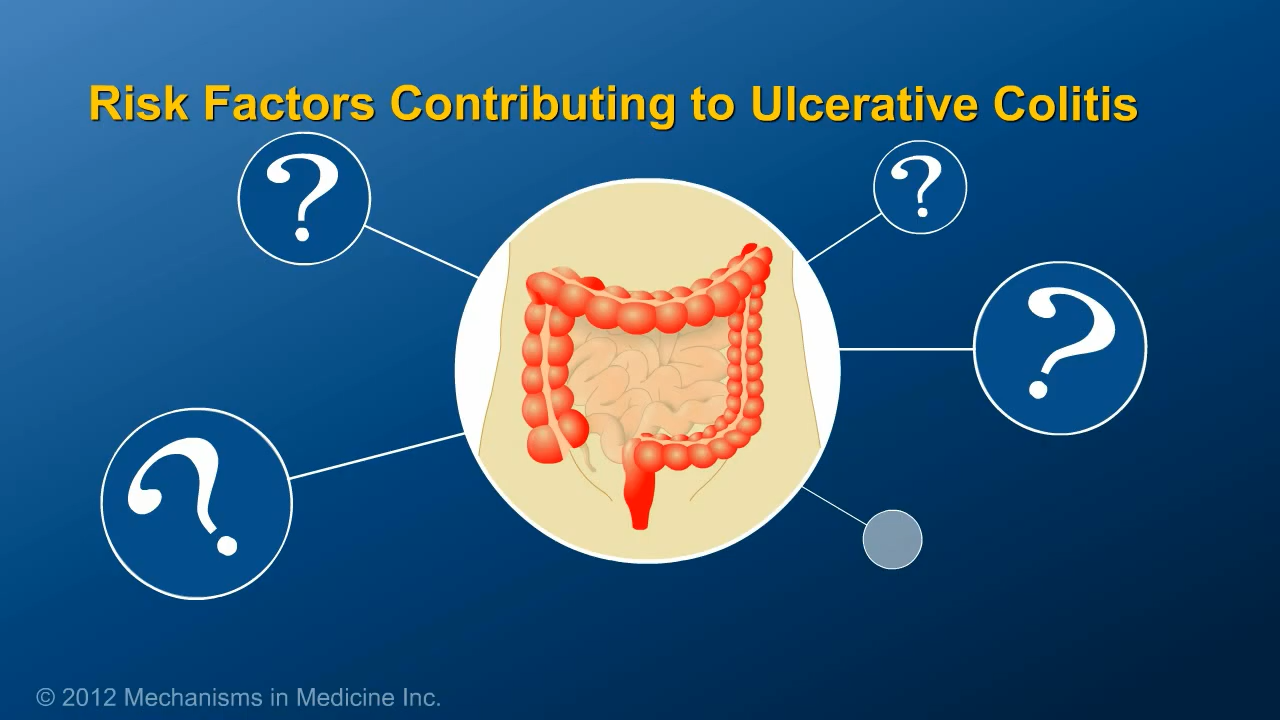 Risk Factors Contributing to Ulcerative Colitis
?
?
?
?
© 2012 Mechanisms in Medicine Inc.